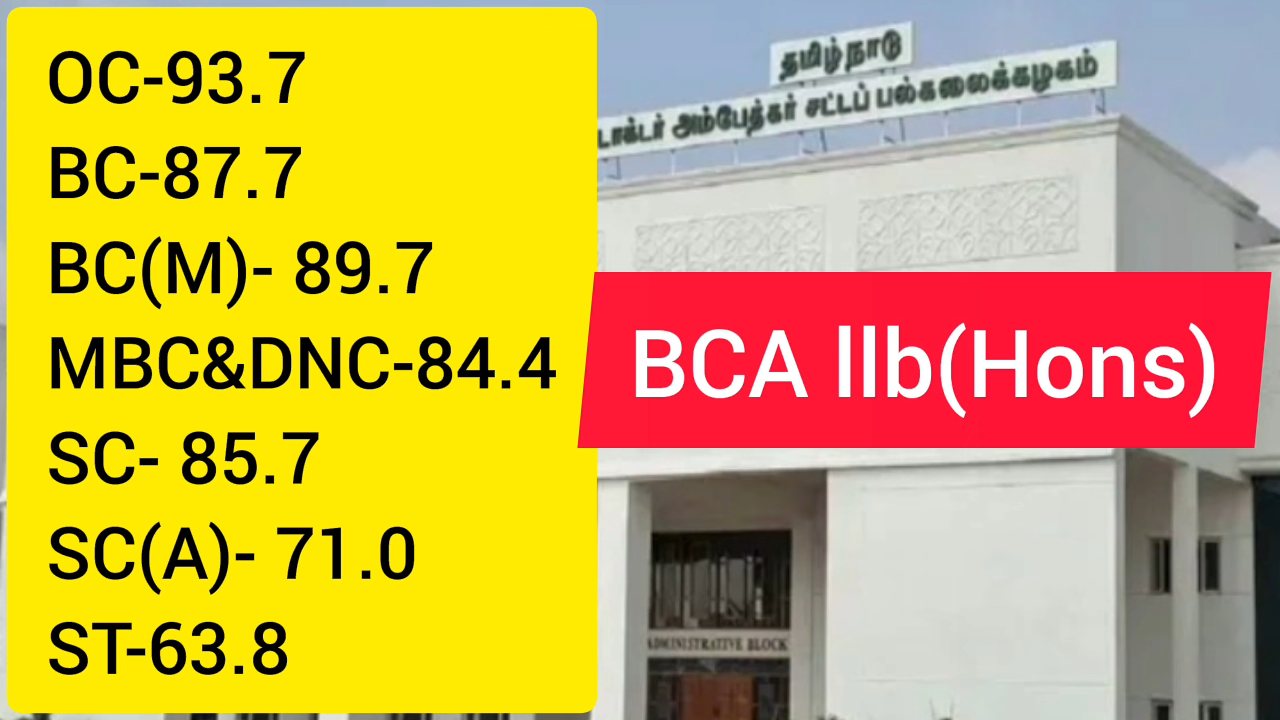 OC-93.7
BC-87.7
BC(M)- 89.7
MBC&DNC-84.4
SC- 85.7
SC(A)- 71.0
ST-63.8
தமிழ்நாடு
டாக்டர் அம்பேத்கர் சட்டப் பல்கலைக்கழகம்
BCA llb(Hons)
ADMINISTRATIVE BLOCK